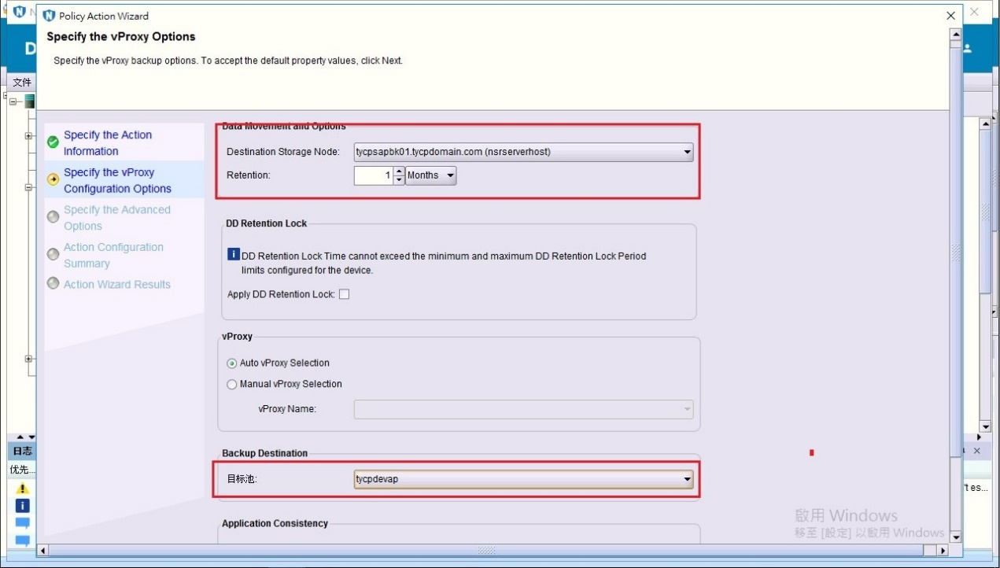 Policy Action Wizard
Specify the vProxy Options
Specify the vProxy backup options. To accept the default property values, click Next.
D
文件
Specify the Action
Information
Specify the vProxy
Configuration Options
Specify the Advanced
Options
Action Configuration
Summary
Action Wizard Results
Data Movement and Options
Destination Storage Node: tycpsapbk01.tycpdomain.com (nsrserverhost)
Retention: 1 Months
DD Retention Lock
DD Retention Lock Time cannot exceed the minimum and maximum DD Retention Lock Period
limits configured for the device.
Apply DD Retention Lock:
vProxy
Auto vProxy Selection
Manual vProxy Selection
vProxy Name:
Backup Destination
目标池: tycpdevap
Application Consistency
日志
优先...
啟用 Windows
移至 [設定] 以啟用 Windows